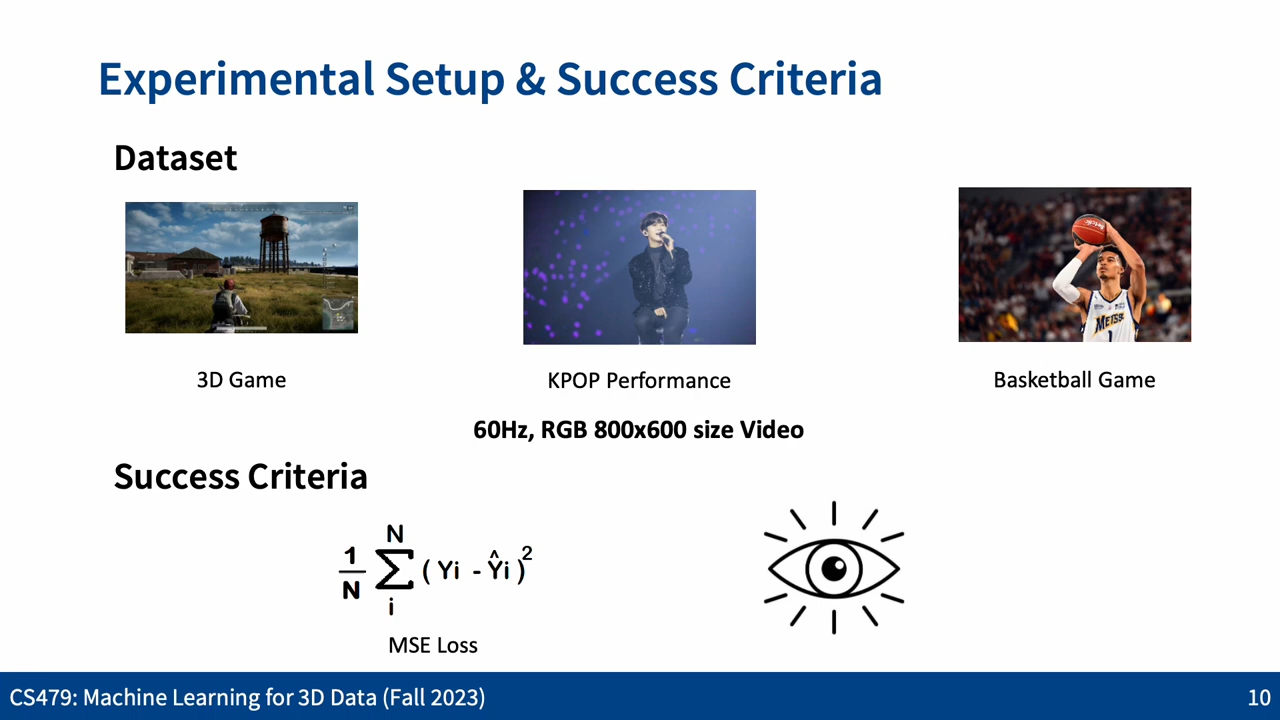 Experimental Setup & Success Criteria
Dataset
3D Game
KPOP Performance
Basketball Game
60Hz, RGB 800x600 size Video
Success Criteria
1/N N Σ i ( Yi - Ŷi )²
MSE Loss
CS479: Machine Learning for 3D Data (Fall 2023)
10